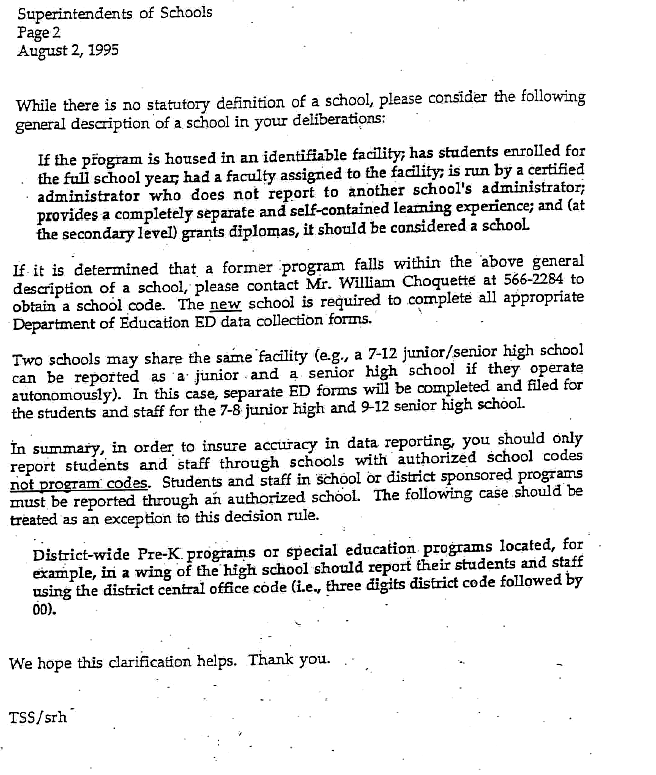 Superintendents of Schools
Page 2
August 2, 1995
While there is no statutory definition of a school, please consider the following
general description of a school in your deliberations:
If the program is housed in an identifiable facility; has students enrolled for
the full school year; had a faculty assigned to the facility; is run by a certified
administrator who does not report to another school's administrator;
provides a completely separate and self-contained learning experience; and (at
the secondary level) grants diplomas, it should be considered a school.
If it is determined that a former program falls within the above general
description of a school, please contact Mr. William Choquette at 566-2284 to
obtain a school code. The new school is required to complete all appropriate
Department of Education ED data collection forms.
Two schools may share the same facility (e.g., a 7-12 junior/senior high school
can be reported as a junior and a senior high school if they operate
autonomously). In this case, separate ED forms will be completed and filed for
the students and staff for the 7-8 junior high and 9-12 senior high school.
In summary, in order to insure accuracy in data reporting, you should only
report students and staff through schools with authorized school codes
not program codes. Students and staff in school or district sponsored programs
must be reported through an authorized school. The following case should be
treated as an exception to this decision rule.
District-wide Pre-K programs or special education programs located, for
example, in a wing of the high school should report their students and staff
using the district central office code (i.e., three digits district code followed by
00).
We hope this clarification helps. Thank you.
TSS/srh